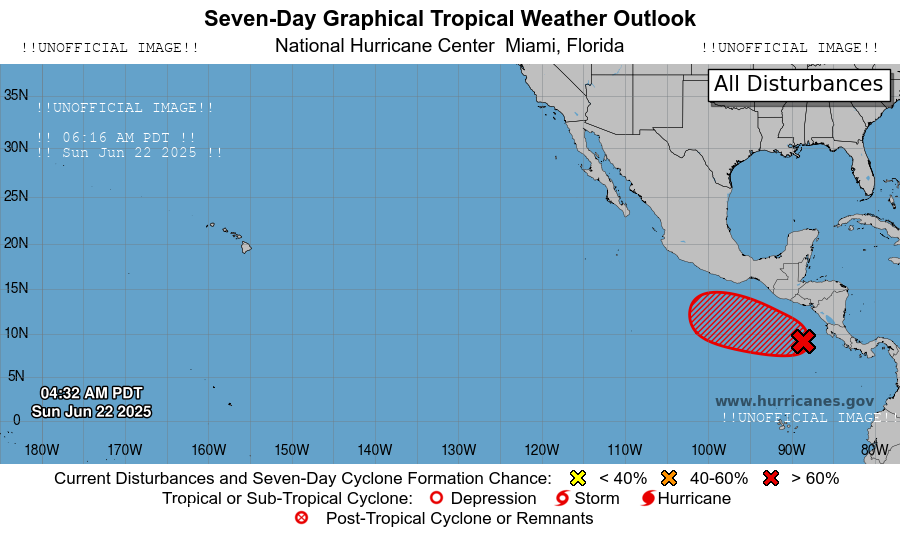 Seven-Day Graphical Tropical Weather Outlook
!!UNOFFICIAL IMAGE!!
National Hurricane Center  Miami, Florida
!!UNOFFICIAL IMAGE!!
All Disturbances
35N
!!UNOFFICIAL IMAGE!!
!! 06:16 AM PDT !!
30N
!! Sun Jun 22 2025 !!
25N
20N
15N
10N
5N
04:32 AM PDT
Sun Jun 22 2025
www.hurricanes.gov
0
!!UNOFFICIAL IMAGE!!
180W 170W 160W 150W 140W 130W 120W 110W 100W 90W 80W
Current Disturbances and Seven-Day Cyclone Formation Chance: < 40% 40-60% > 60%
Tropical or Sub-Tropical Cyclone: Depression Storm Hurricane
Post-Tropical Cyclone or Remnants